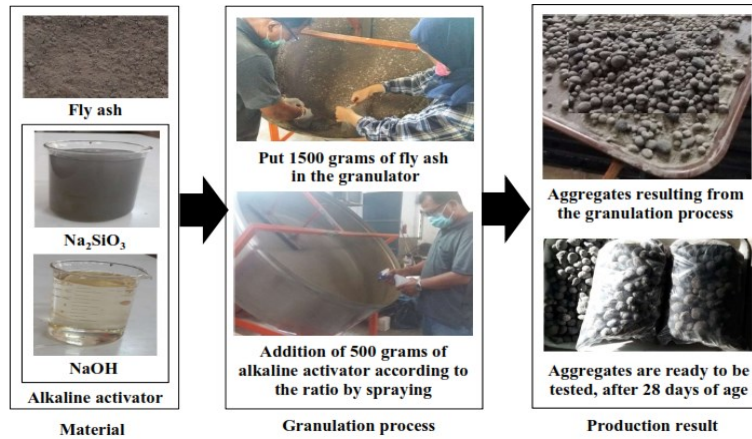 Fly ash
Na₂SiO₃
NaOH
Alkaline activator
Material
Put 1500 grams of fly ash
in the granulator
Addition of 500 grams of
alkaline activator according to
the ratio by spraying
Granulation process
Aggregates resulting from
the granulation process
Aggregates are ready to be
tested, after 28 days of age
Production result